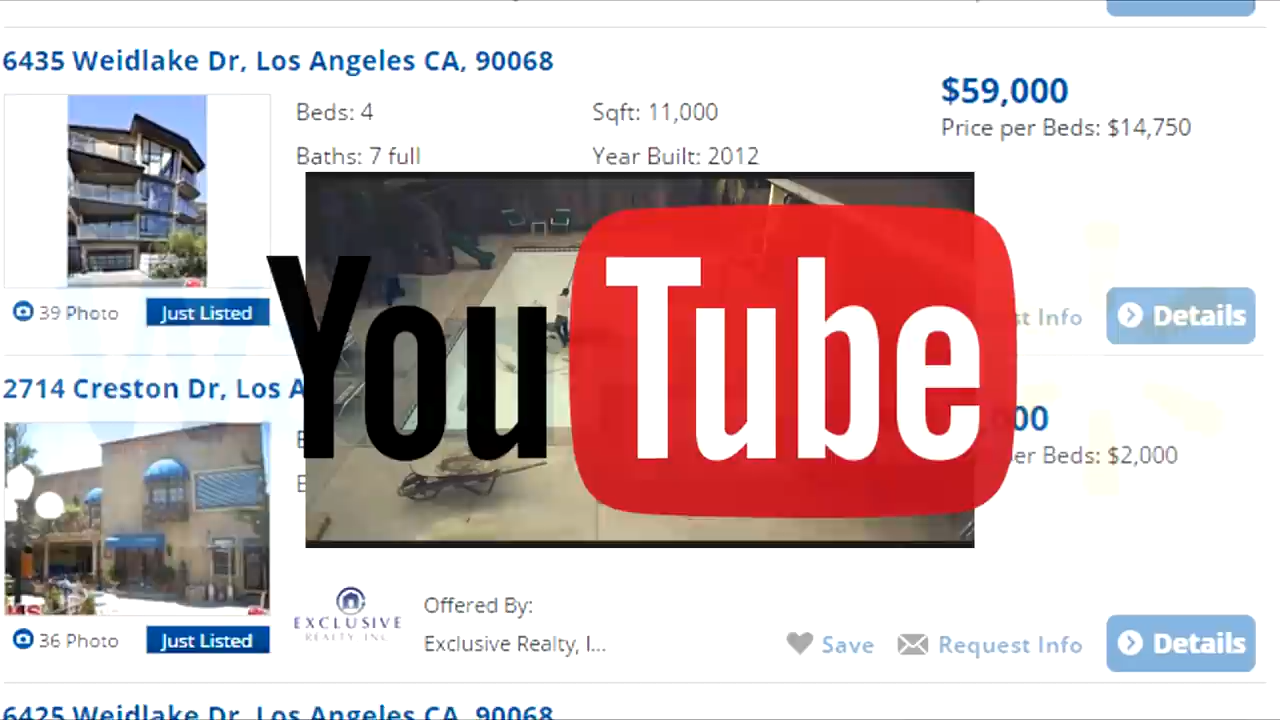 6435 Weidlake Dr, Los Angeles CA, 90068
$59,000
Beds: 4
Sqft: 11,000
Price per Beds: $14,750
Baths: 7 full
Year Built: 2012
39 Photo
Just Listed
Info
Details
YouTube
2714 Creston Dr, Los A
Beds: $2,000
Offered By:
EXCLUSIVE
REALTY INC
Exclusive Realty, I...
36 Photo
Just Listed
Save
Request Info
Details
6425 Weidlake Dr, Los Angeles CA, 90068